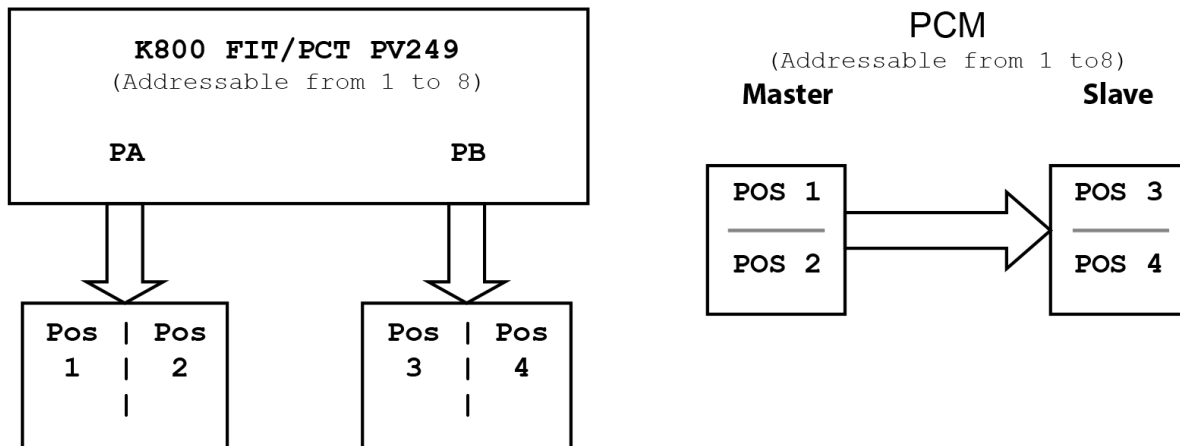 K800 FIT/PCT PV249
(Addressable from 1 to 8)
PA PB
Pos 1 Pos 2
Pos 3 Pos 4
PCM
(Addressable from 1 to8)
Master Slave
POS 1
POS 2
POS 3
POS 4